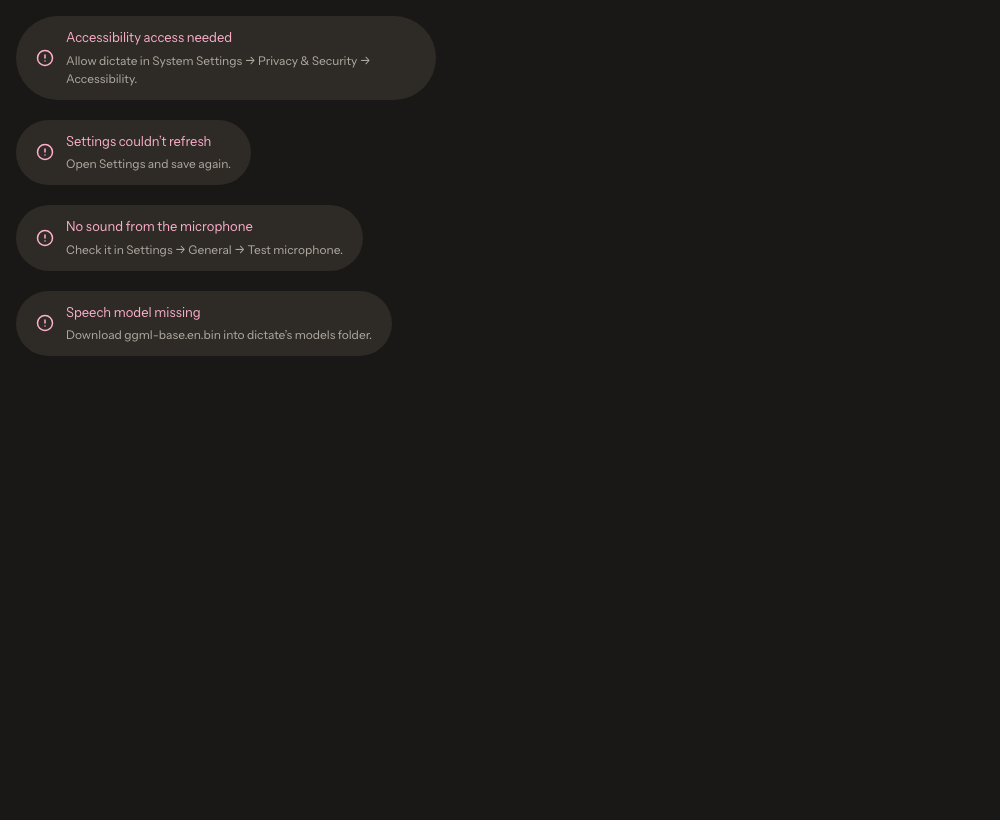 Accessibility access needed
Allow dictate in System Settings → Privacy & Security →
Accessibility.
Settings couldn't refresh
Open Settings and save again.
No sound from the microphone
Check it in Settings → General → Test microphone.
Speech model missing
Download ggml-base.en.bin into dictate's models folder.